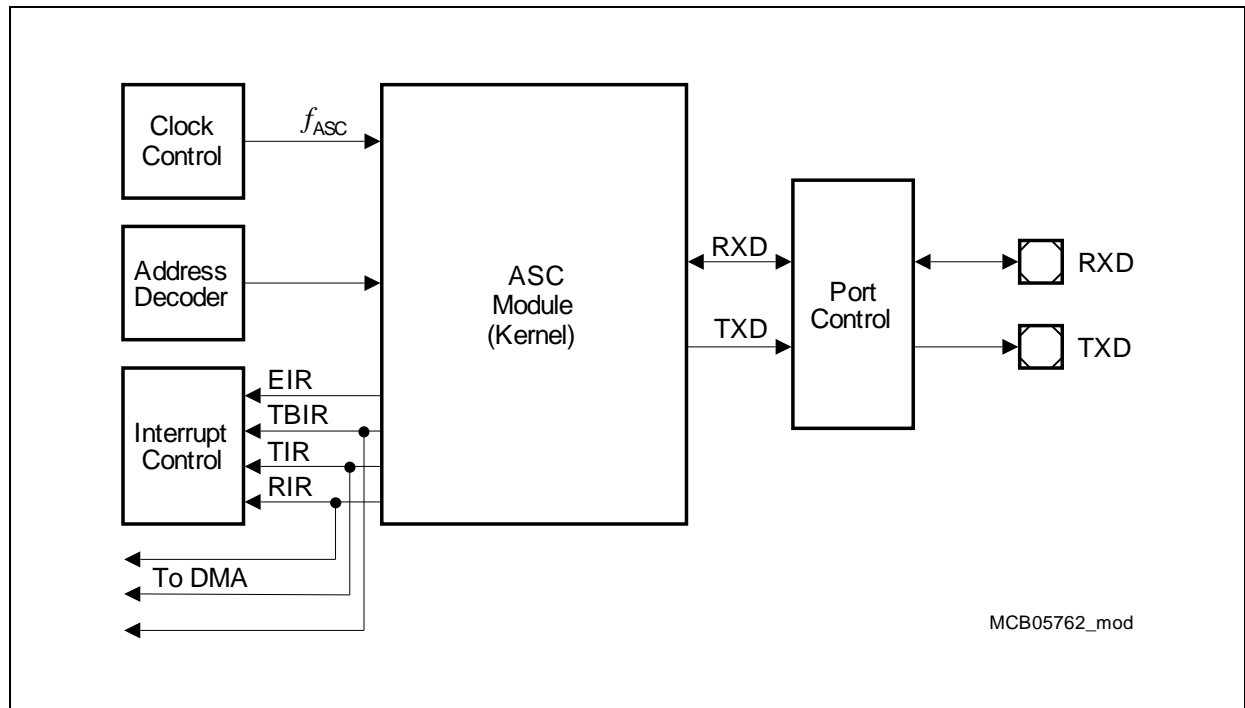 Clock
Control
fASC
Address
Decoder
ASC
Module
(Kernel)
RXD
TXD
Port
Control
RXD
TXD
Interrupt
Control
EIR
TBIR
TIR
RIR
To DMA
MCB05762_mod